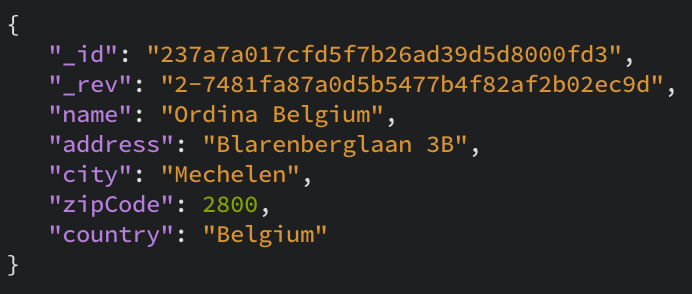 {
"_id": "237a7a017cfd5f7b26ad39d5d8000fd3",
"_rev": "2-7481fa87a0d5b5477b4f82af2b02ec9d",
"name": "Ordina Belgium",
"address": "Blarenberglaan 3B",
"city": "Mechelen",
"zipCode": 2800,
"country": "Belgium"
}